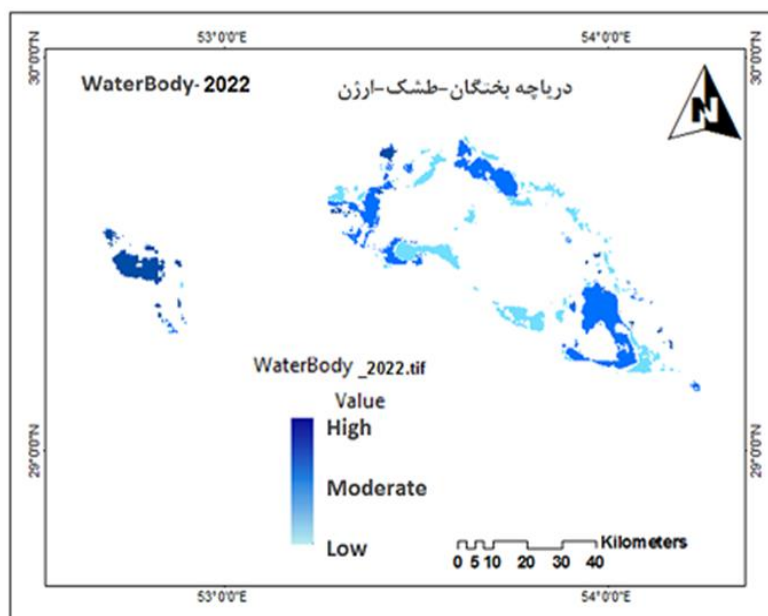 53°0'0"E 54°0'0"E
30°0'0"N 30°0'0"N
WaterBody- 2022 دریاچه بختگان-طشک-ارژن
N
WaterBody _2022.tif
Value
High
Moderate
Low
29°0'0"N 29°0'0"N
Kilometers
0 5 10 20 30 40
53°0'0"E 54°0'0"E